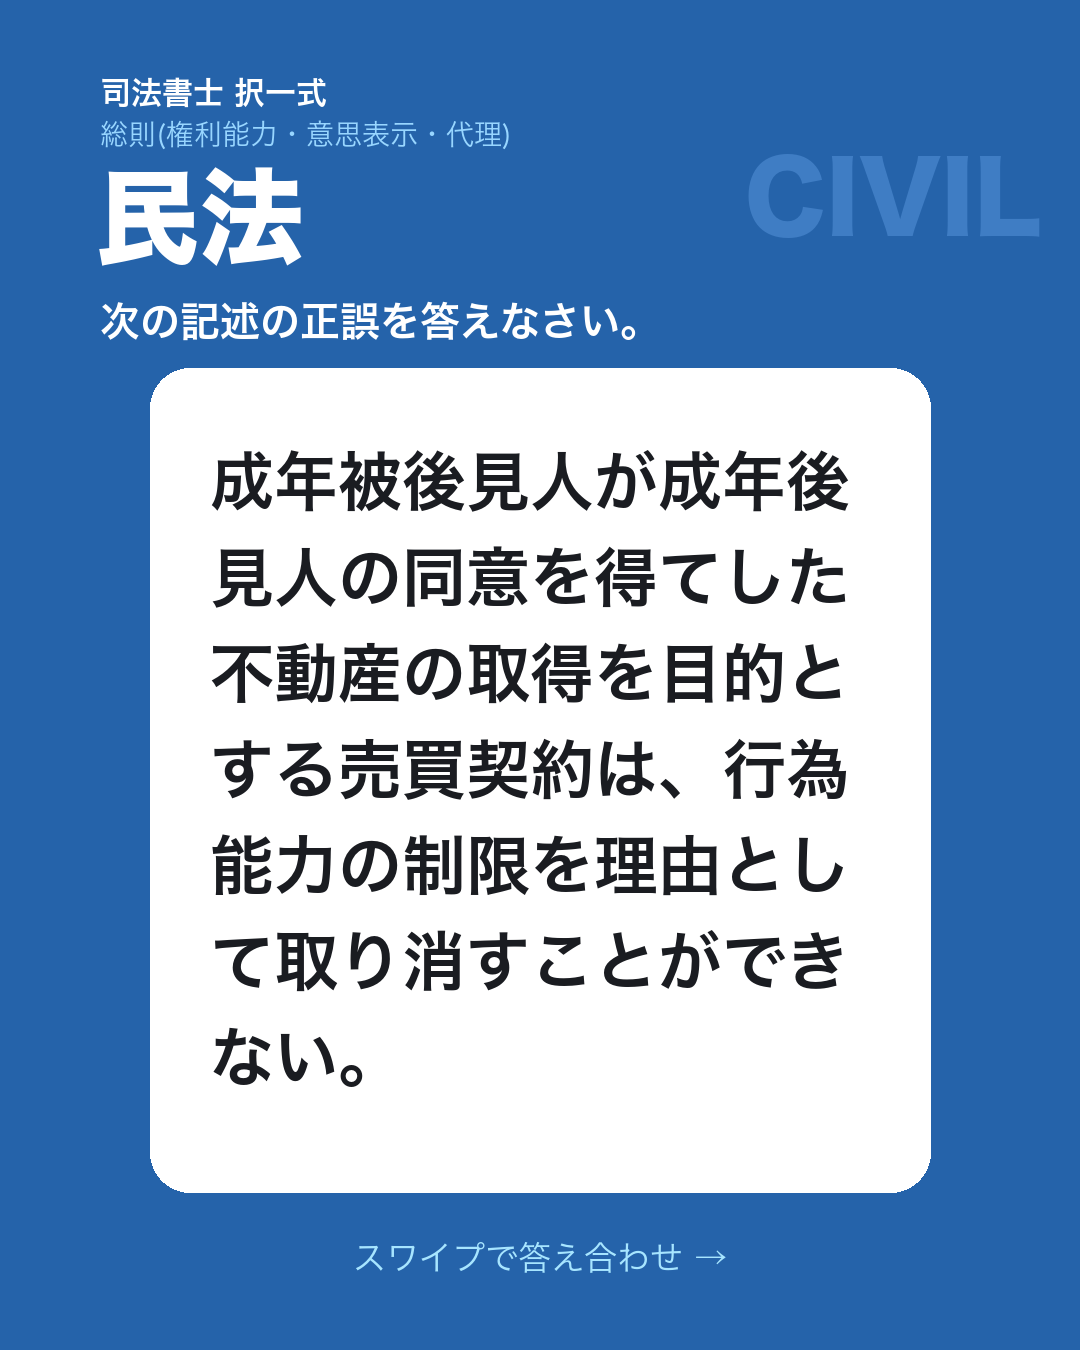 司法書士 択一式
総則(権利能力・意思表示・代理)
民法
CIVIL
次の記述の正誤を答えなさい。
成年被後見人が成年後
見人の同意を得てした
不動産の取得を目的と
する売買契約は、行為
能力の制限を理由とし
て取り消すことができ
ない。
スワイプで答え合わせ →